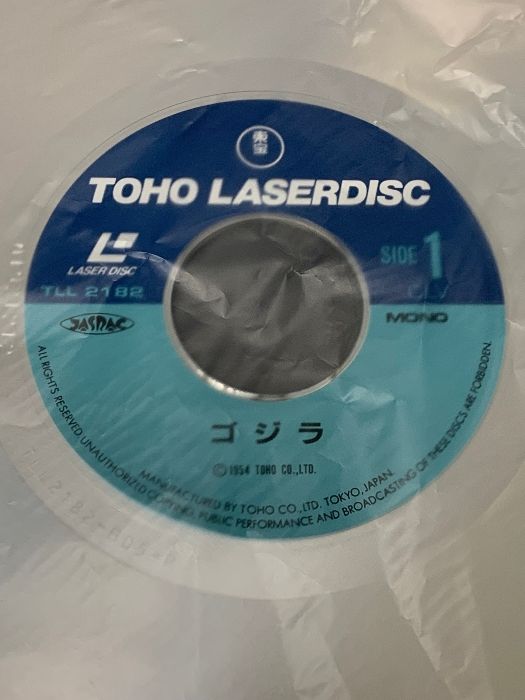 東宝
TOHO LASERDISC
LASER DISC
SIDE 1
TLL 2182
CLV
JASRAC
MONO
ゴジラ
©1954 TOHO CO.,LTD.
MANUFACTURED BY TOHO CO.,LTD. TOKYO,JAPAN.
ALL RIGHTS RESERVED UNAUTHORIZED COPYING, PUBLIC PERFORMANCE AND BROADCASTING OF THESE DISCS ARE FORBIDDEN.